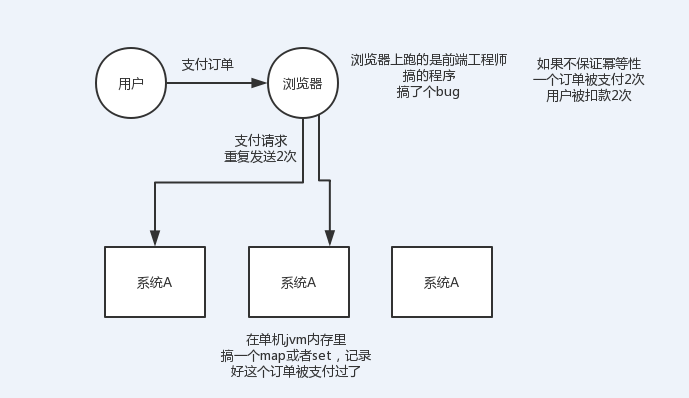 用户
支付订单
浏览器
浏览器上跑的是前端工程师
搞的程序
搞了个bug
如果不保证幂等性
一个订单被支付2次
用户被扣款2次
支付请求
重复发送2次
系统A
系统A
系统A
在单机jvm内存里
搞一个map或者set，记录
好这个订单被支付过了